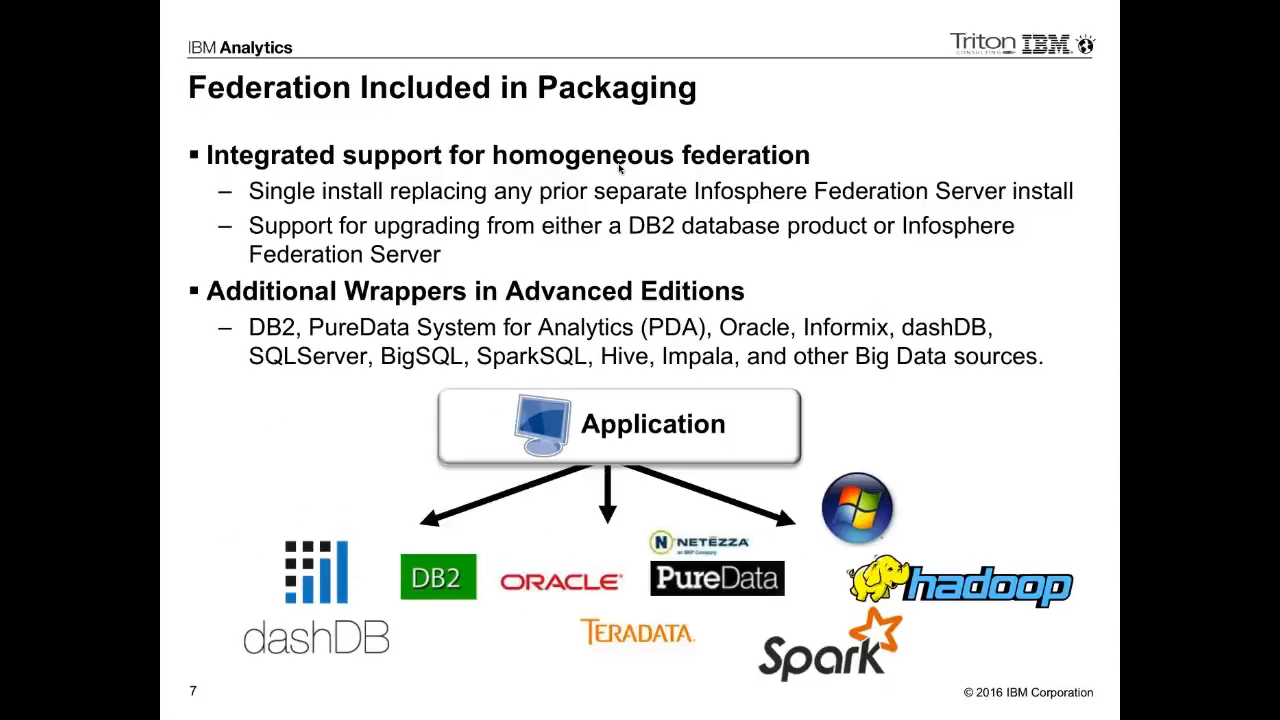 IBM Analytics
Triton IBM
CONSULTING
Federation Included in Packaging
▪ Integrated support for homogeneous federation
– Single install replacing any prior separate Infosphere Federation Server install
– Support for upgrading from either a DB2 database product or Infosphere
Federation Server
▪ Additional Wrappers in Advanced Editions
– DB2, PureData System for Analytics (PDA), Oracle, Informix, dashDB,
SQLServer, BigSQL, SparkSQL, Hive, Impala, and other Big Data sources.
Application
NETEZZA
an IBM Company
DB2
ORACLE
PureData
hadoop
dashDB
TERADATA
Spark
7
© 2016 IBM Corporation